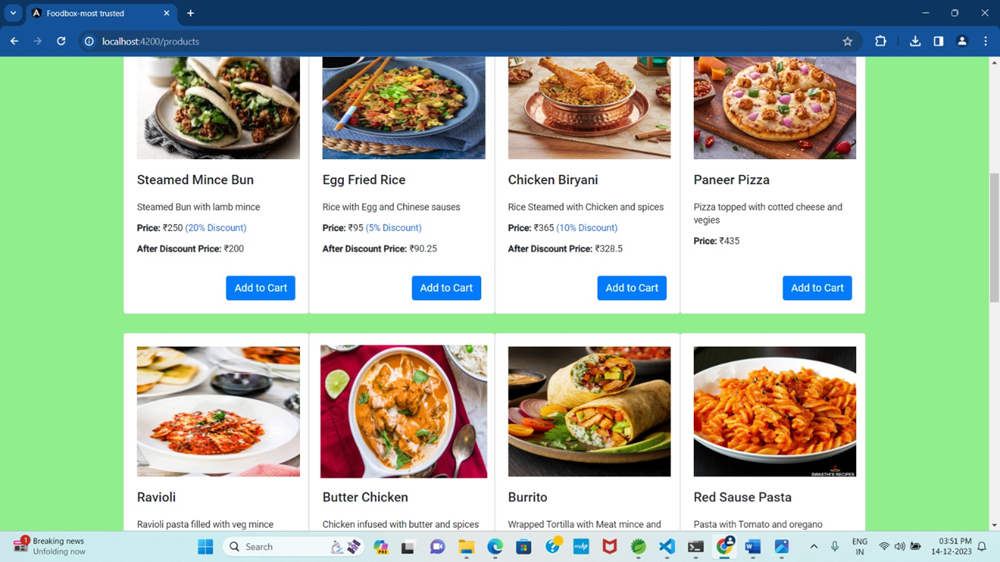 Foodbox-most trusted
localhost:4200/products
Steamed Mince Bun
Steamed Bun with lamb mince
Price: ₹250 (20% Discount)
After Discount Price: ₹200
Add to Cart
Egg Fried Rice
Rice with Egg and Chinese sauses
Price: ₹95 (5% Discount)
After Discount Price: ₹90.25
Add to Cart
Chicken Biryani
Rice Steamed with Chicken and spices
Price: ₹365 (10% Discount)
After Discount Price: ₹328.5
Add to Cart
Paneer Pizza
Pizza topped with cotted cheese and
vegies
Price: ₹435
Add to Cart
Ravioli
Ravioli pasta filled with veg mince
Butter Chicken
Chicken infused with butter and spices
Burrito
Wrapped Tortilla with Meat mince and
SWASTHI'S RECIPES
Red Sause Pasta
Pasta with Tomato and oregano
1
Breaking news
Unfolding now
Search
PRE
ENG
IN
03:51 PM
14-12-2023